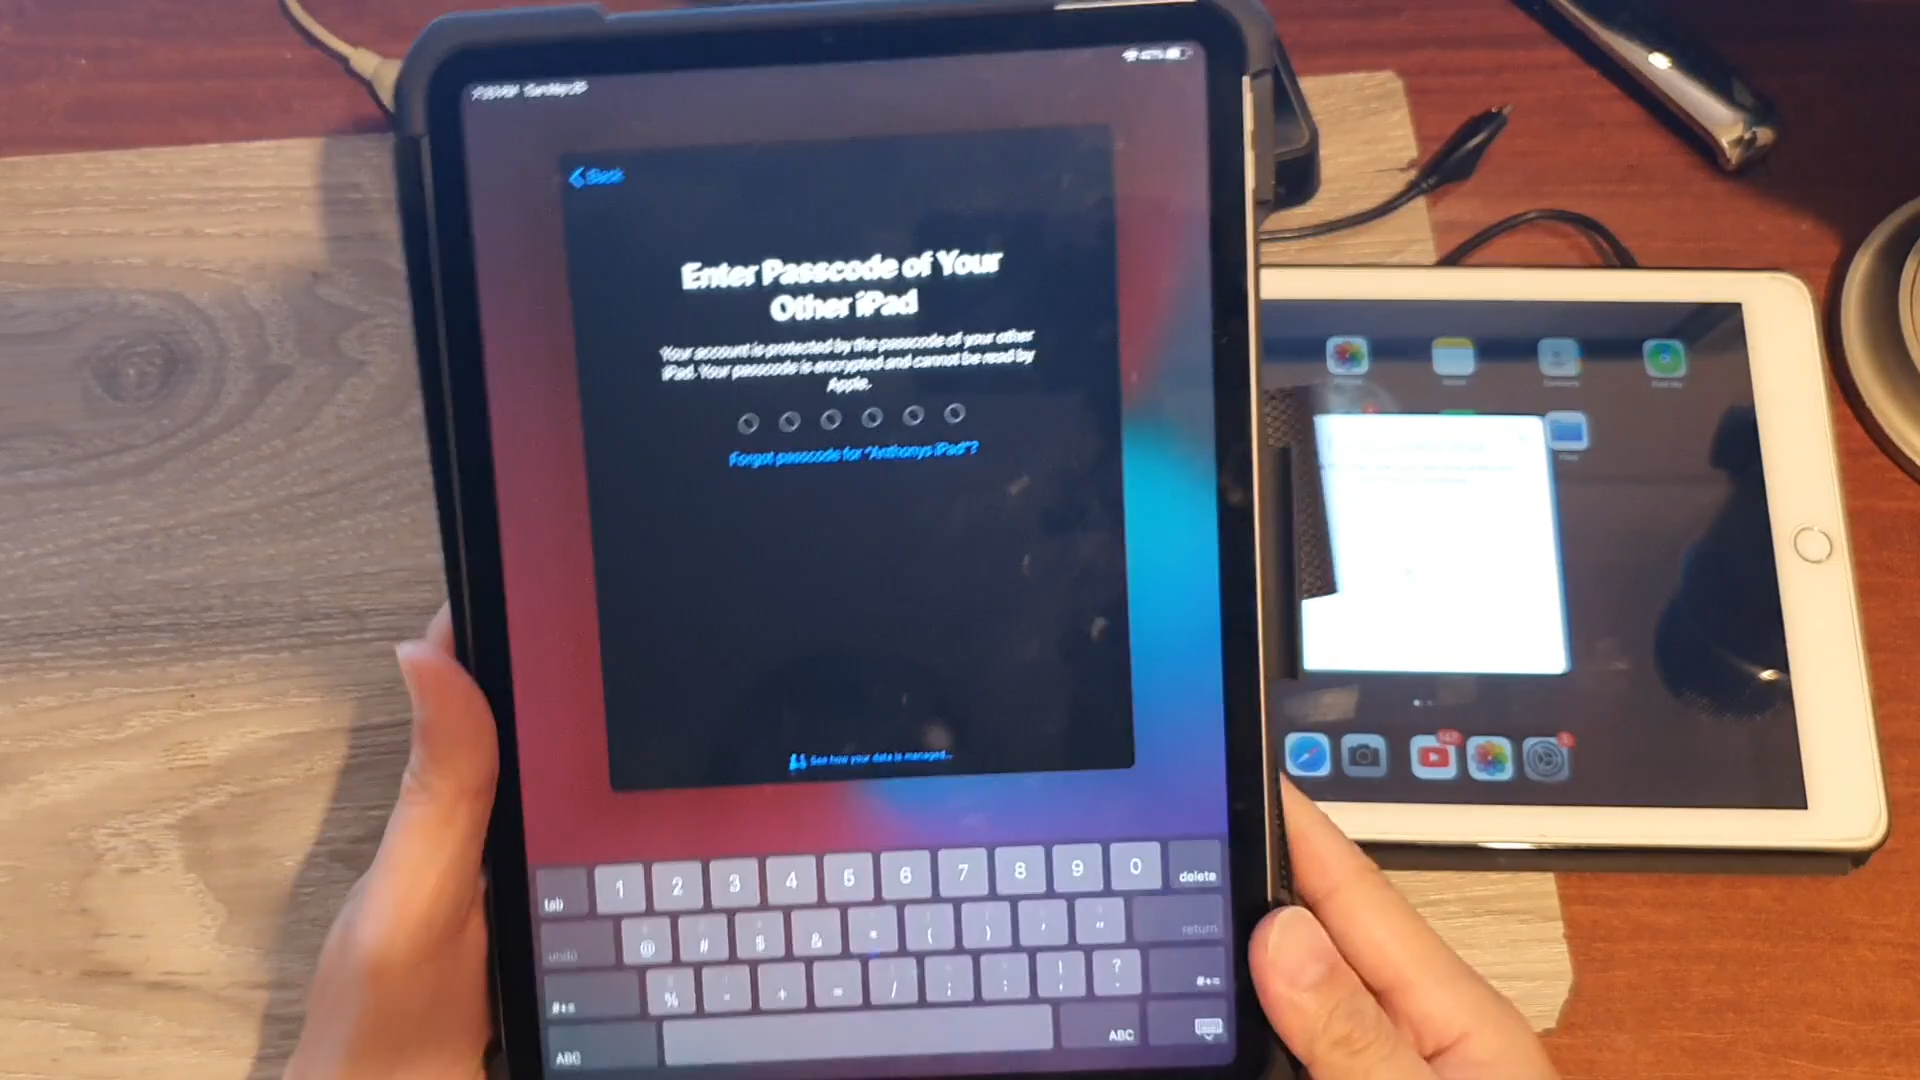 Back
Enter Passcode of Your
Other iPad
Your account is protected by the passcode of your other
iPad. Your passcode is encrypted and cannot be read by
Apple.
Forgot passcode for "Anthonys iPad"?
See how your data is managed...
tab 1 2 3 4 5 6 7 8 9 0 delete
undo @ # $ & * ( ) ' " return
#+= % - + = / ; : ! ? #+=
ABC ABC
147